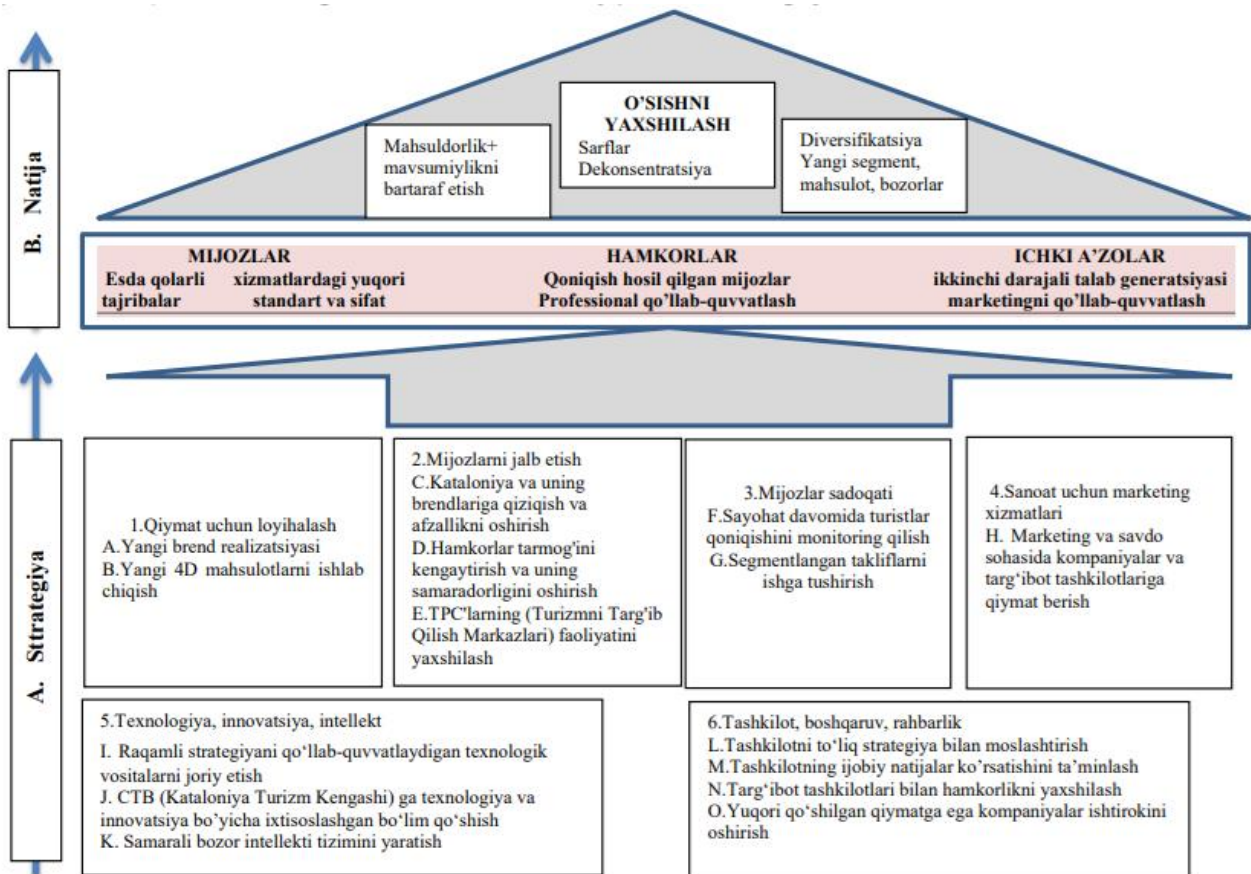 O’SISHNI
YAXSHILASH
Sarflar
Dekonsentratsiya
Mahsuldorlik+
mavsumiylikni
bartaraf etish
Diversifikatsiya
Yangi segment,
mahsulot, bozorlar
B. Natija
MIJOZLAR
Esda qolarli xizmatlardagi yuqori
tajribalar standart va sifat
HAMKORLAR
Qoniqish hosil qilgan mijozlar
Professional qo’llab-quvvatlash
ICHKI A’ZOLAR
ikkinchi darajali talab generatsiyasi
marketingni qo’llab-quvvatlash
A. Sttrategiya
1.Qiymat uchun loyihalash
A.Yangi brend realizatsiyasi
B.Yangi 4D mahsulotlarni ishlab
chiqish
2.Mijozlarni jalb etish
C.Kataloniya va uning
brendlariga qiziqish va
afzallikni oshirish
D.Hamkorlar tarmog'ini
kengaytirish va uning
samaradorligini oshirish
E.TPC'larning (Turizmni Targ'ib
Qilish Markazlari) faoliyatini
yaxshilash
3.Mijozlar sadoqati
F.Sayohat davomida turistlar
qoniqishini monitoring qilish
G.Segmentlangan takliflarni
ishga tushirish
4.Sanoat uchun marketing
xizmatlari
H. Marketing va savdo
sohasida kompaniyalar va
targ‘ibot tashkilotlariga
qiymat berish
5.Texnologiya, innovatsiya, intellekt
I. Raqamli strategiyani qo‘llab-quvvatlaydigan texnologik
vositalarni joriy etish
J. CTB (Kataloniya Turizm Kengashi) ga texnologiya va
innovatsiya bo’yicha ixtisoslashgan bo‘lim qo‘shish
K. Samarali bozor intellekti tizimini yaratish
6.Tashkilot, boshqaruv, rahbarlik
L.Tashkilotni to‘liq strategiya bilan moslashtirish
M.Tashkilotning ijobiy natijalar ko’rsatishini ta’minlash
N.Targ‘ibot tashkilotlari bilan hamkorlikni yaxshilash
O.Yuqori qo‘shilgan qiymatga ega kompaniyalar ishtirokini
oshirish